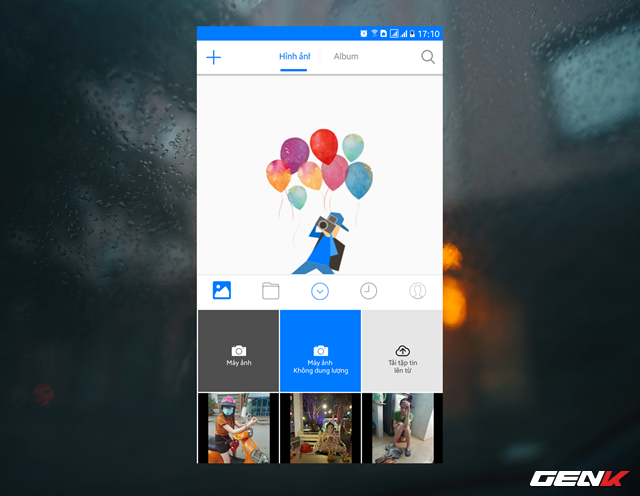 17:10
Hình ảnh
Album
Máy ảnh
Máy ảnh
Không dung lượng
Tải tập tin
lên từ
GENK